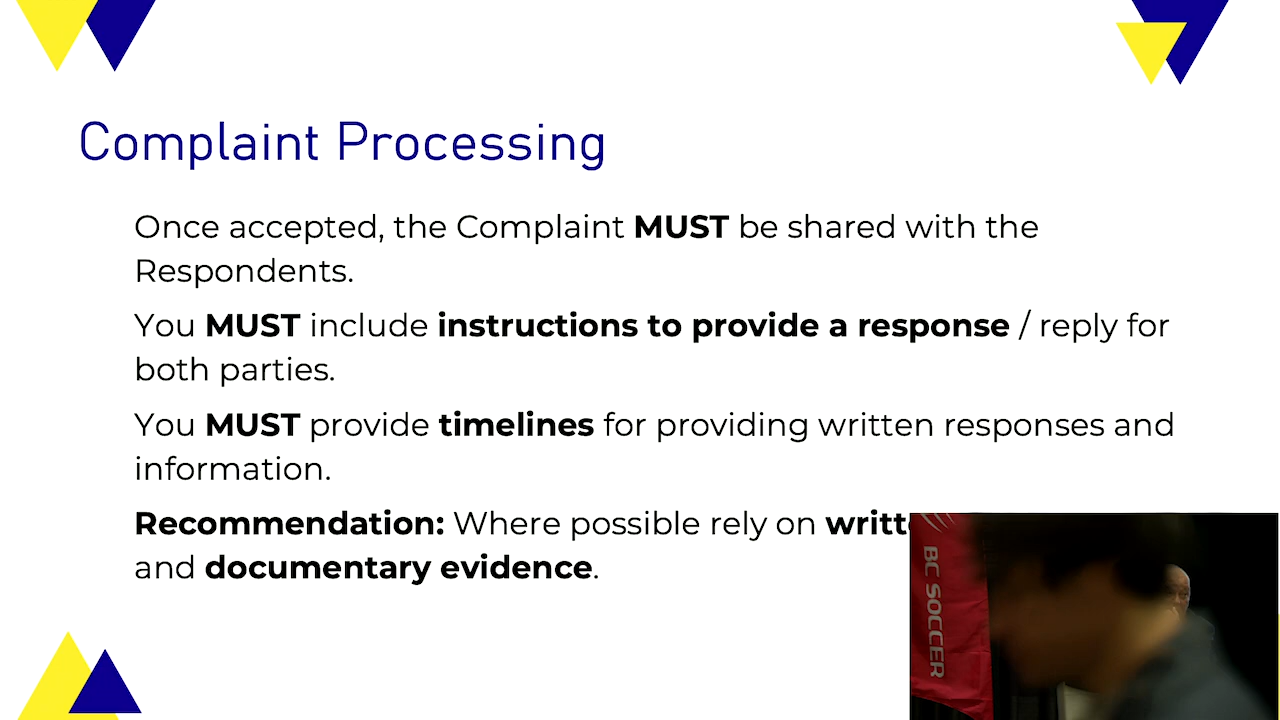 Complaint Processing
Once accepted, the Complaint MUST be shared with the
Respondents.
You MUST include instructions to provide a response / reply for
both parties.
You MUST provide timelines for providing written responses and
information.
Recommendation: Where possible rely on
and documentary evidence.
BC SOCCER